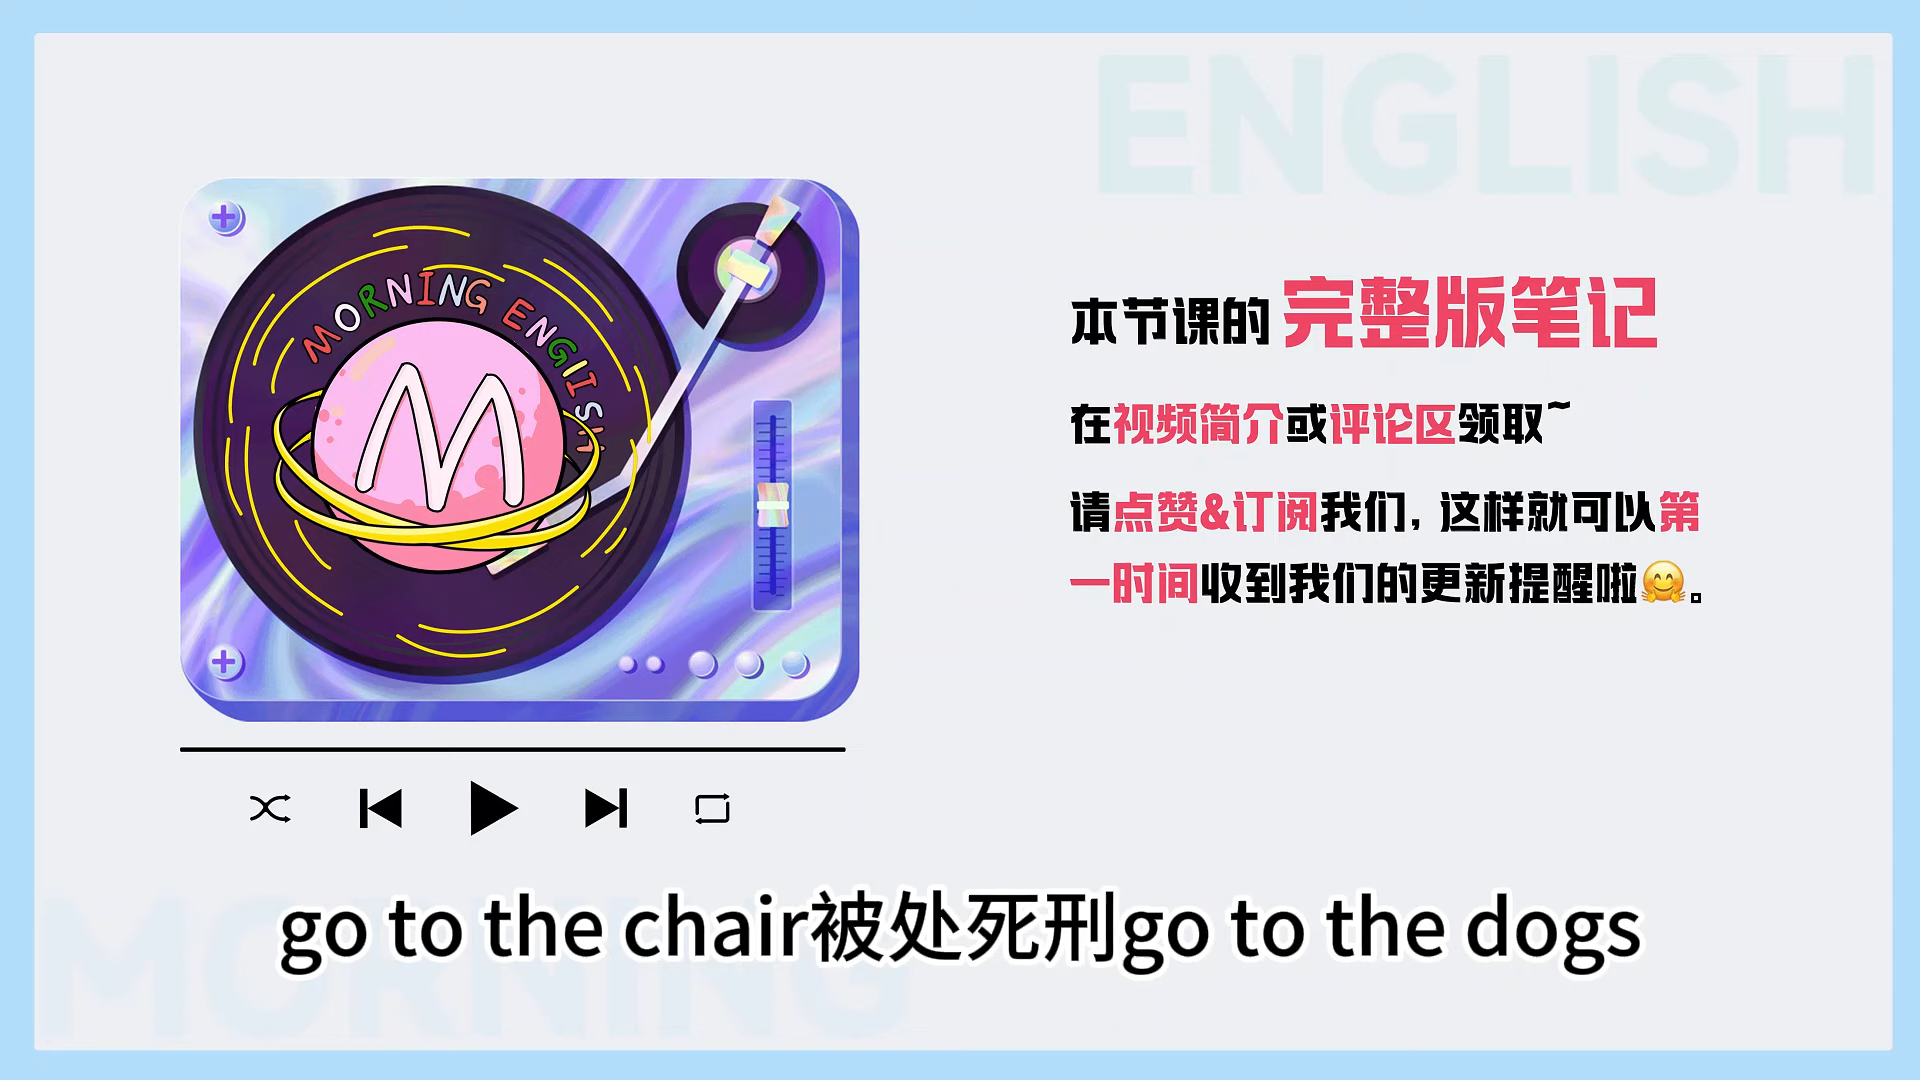 ENGLISH
MORNING ENGLISH
M
本节课的完整版笔记
在视频简介或评论区领取~
请点赞&订阅我们，这样就可以第
一时间收到我们的更新提醒啦🤗。
go to the chair被处死刑go to the dogs
MORNING